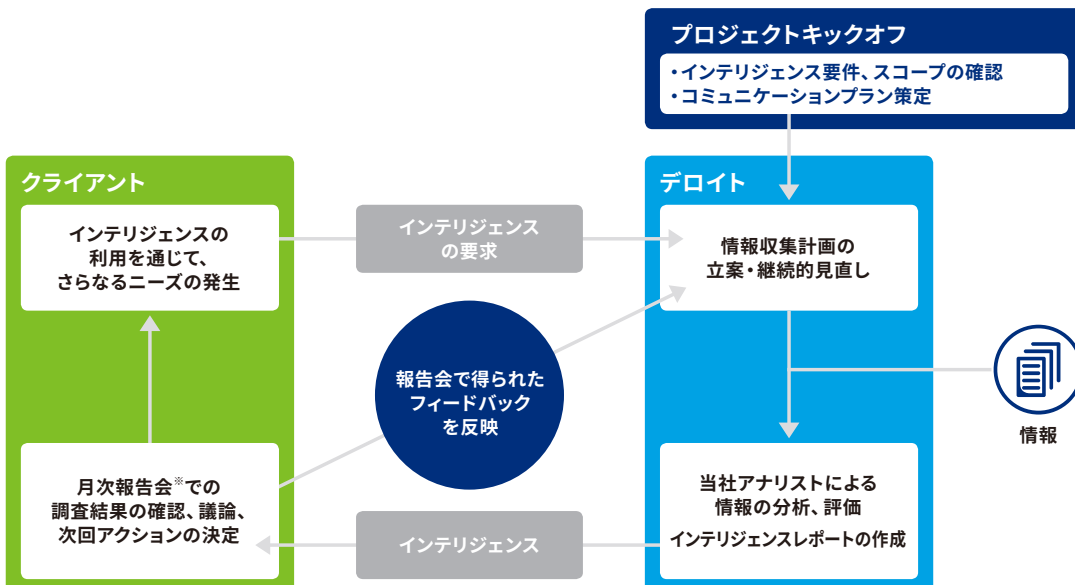 プロジェクトキックオフ
・インテリジェンス要件、スコープの確認
・コミュニケーションプラン策定
クライアント
インテリジェンスの
利用を通じて、
さらなるニーズの発生
インテリジェンス
の要求
デロイト
情報収集計画の
立案・継続的見直し
報告会で得られた
フィードバック
を反映
情報
月次報告会※での
調査結果の確認、議論、
次回アクションの決定
インテリジェンス
当社アナリストによる
情報の分析、評価
インテリジェンスレポートの作成